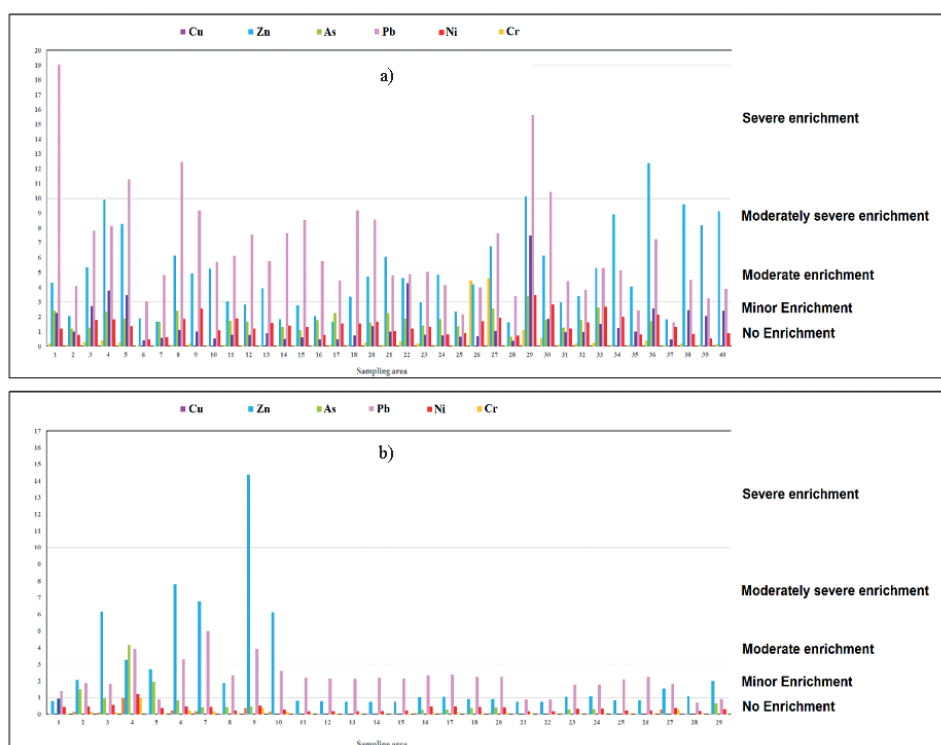 Cu Zn As Pb Ni Cr
a)
20
19
18
17
16
15
14
13
12
11
10
9
8
7
6
5
4
3
2
1
0
Severe enrichment
Moderately severe enrichment
Moderate enrichment
Minor Enrichment
No Enrichment
1 2 3 4 5 6 7 8 9 10 11 12 13 14 15 16 17 18 20 21 22 23 24 25 26 27 28 29 30 31 32 33 34 35 36 37 38 39 40
Sampling area
Cu Zn As Pb Ni Cr
b)
17
16
15
14
13
12
11
10
9
8
7
6
5
4
3
2
1
0
Severe enrichment
Moderately severe enrichment
Moderate enrichment
Minor Enrichment
No Enrichment
1 2 3 4 5 6 7 8 9 10 11 12 13 14 15 16 17 18 19 20 21 22 23 24 25 26 27 28 29
Sampling area